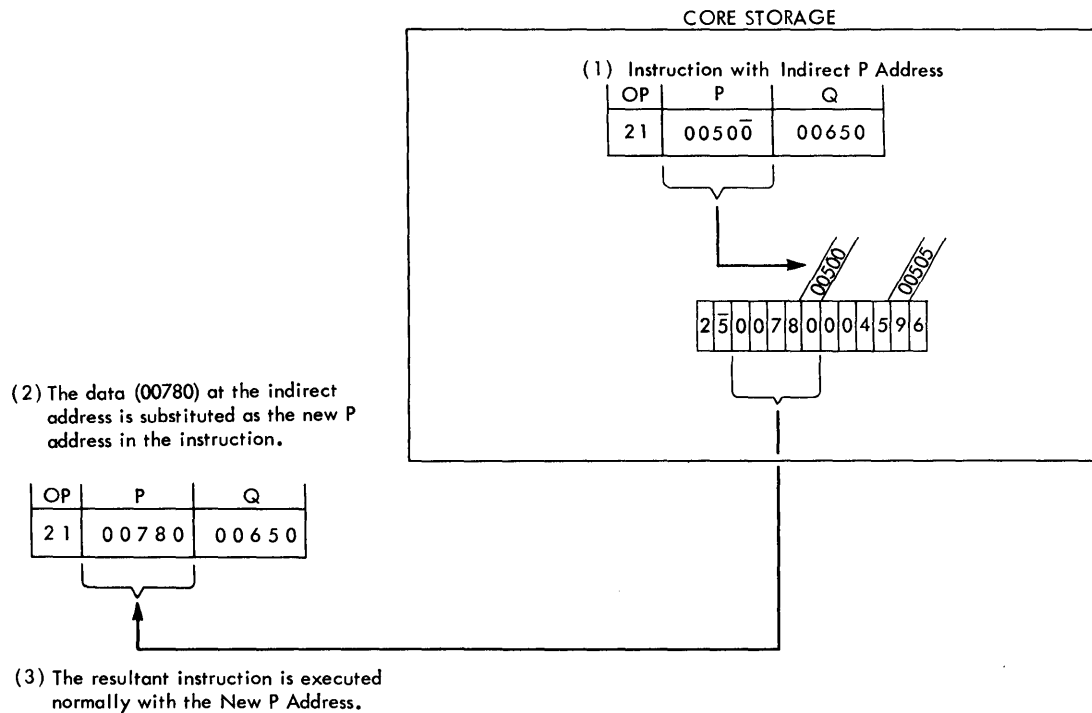 CORE STORAGE
(1) Instruction with Indirect P Address
OP P Q
21 00500̅ 00650
00500 00505
2 5̅ 0 0 7 8 0 0 0 4 5 9 6
(2) The data (00780) at the indirect
address is substituted as the new P
address in the instruction.
OP P Q
21 00780 00650
(3) The resultant instruction is executed
normally with the New P Address.